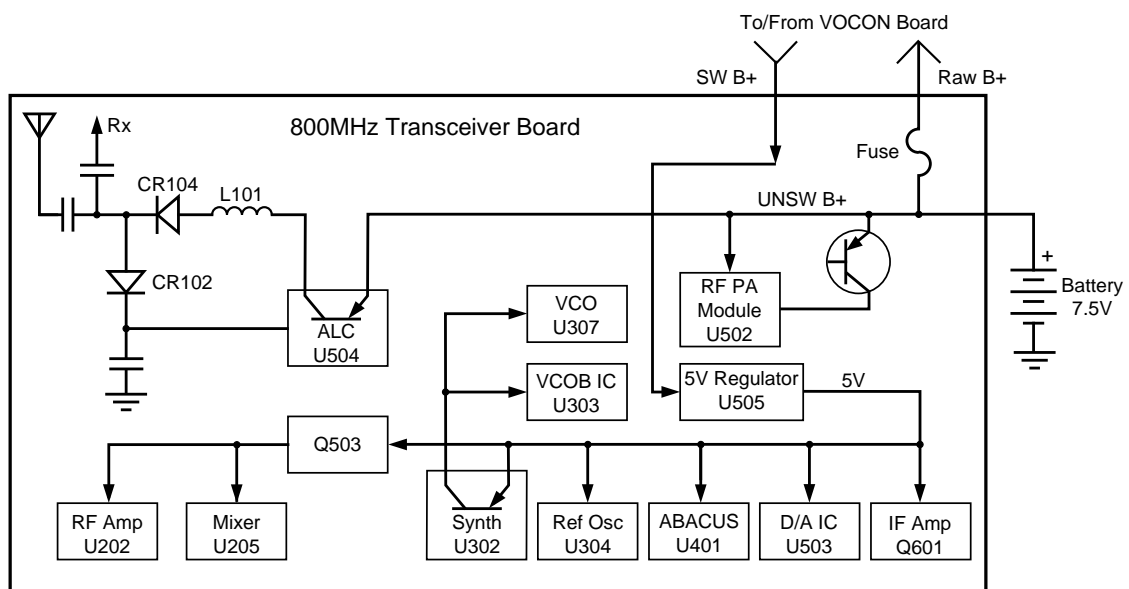 To/From VOCON Board
SW B+
Raw B+
Rx
800MHz Transceiver Board
Fuse
CR104
L101
UNSW B+
CR102
+
Battery
7.5V
ALC
U504
VCO
U307
RF PA
Module
U502
VCOB IC
U303
5V Regulator
U505
5V
Q503
RF Amp
U202
Mixer
U205
Synth
U302
Ref Osc
U304
ABACUS
U401
D/A IC
U503
IF Amp
Q601